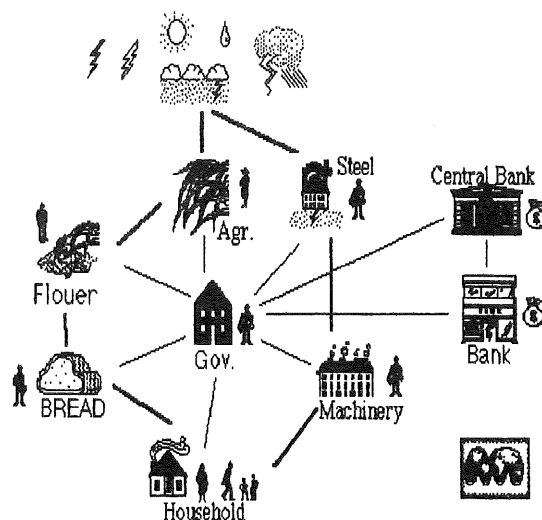 Steel
Central Bank
Agr.
Flouer
Gov.
Bank
BREAD
Machinery
Household